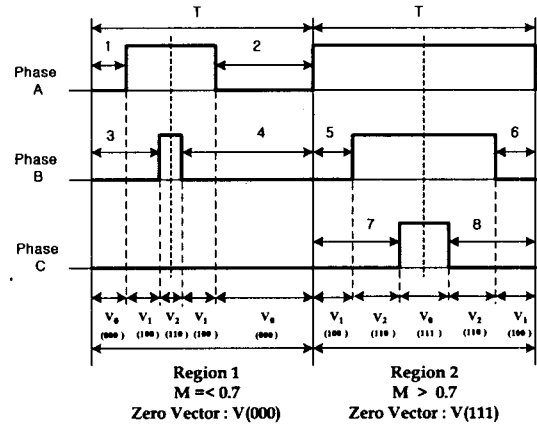 T T
1 2
Phase
A
3 4 5 6
Phase
B
7 8
Phase
C
V0 V1 V2 V1 V0 V1 V2 V0 V2 V1
(000) (100) (110) (100) (000) (100) (110) (111) (110) (100)
Region 1 Region 2
M =< 0.7 M > 0.7
Zero Vector : V(000) Zero Vector : V(111)